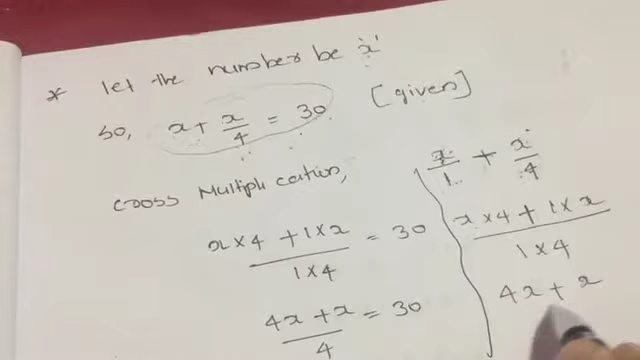 * let the number be 'x'
so, x + x/4 = 30 [given]
cross Multiplication,
(x×4 + 1×x)/(1×4) = 30
(4x + x)/4 = 30
x/1 + x/4
(x×4 + 1×x)/(1×4)
4x + x